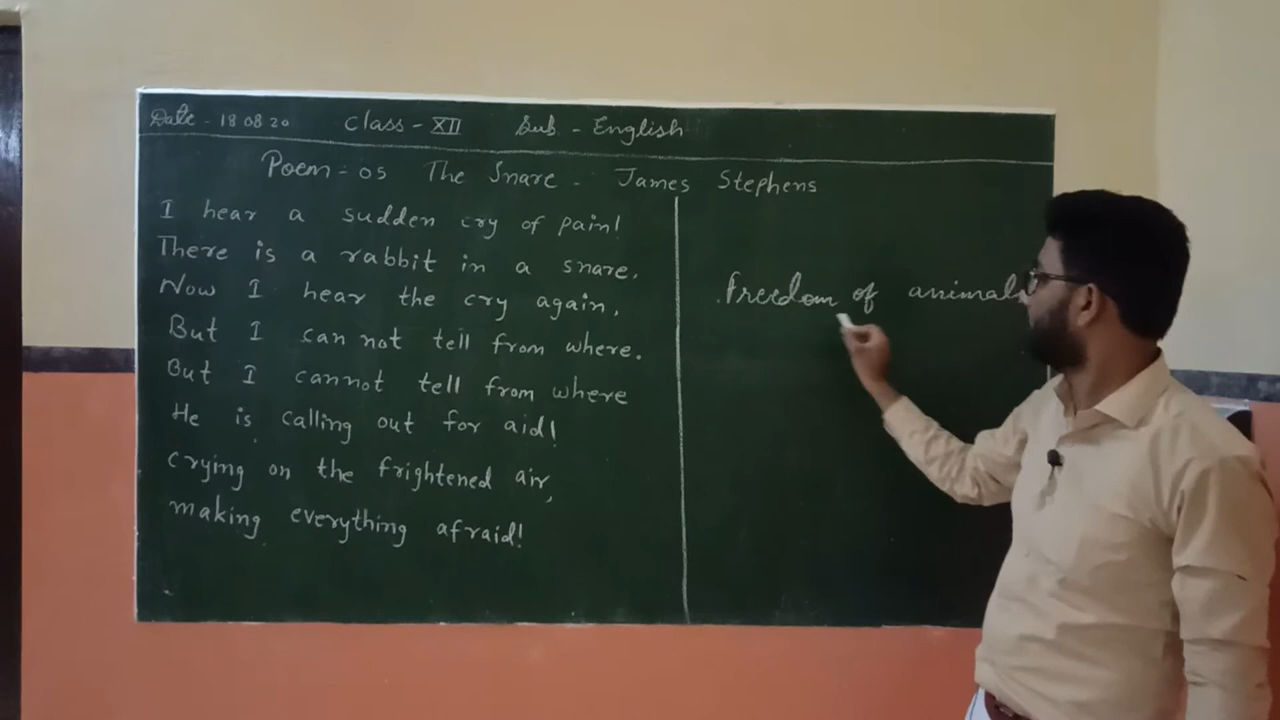 Date - 18 08 20 Class - XII Sub. - English
Poem - 05 The Snare - James Stephens
I hear a sudden cry of pain!
There is a rabbit in a snare.
Now I hear the cry again,
But I can not tell from where.
But I cannot tell from where
He is calling out for aid!
Crying on the frightened air,
making everything afraid!
Freedom of animals